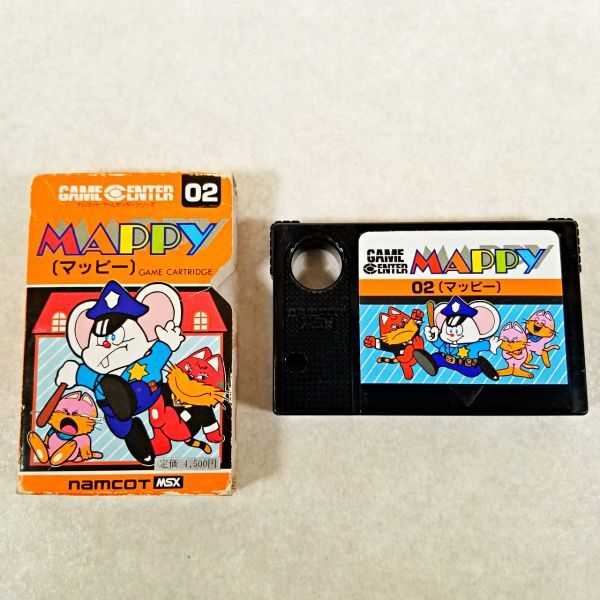 GAME CENTER 02
ナムコット・ゲームセンターシリーズ
MAPPY
〔マッピー〕
GAME CARTRIDGE
定価 4,500円
namcot MSX
GAME
CENTER
MAPPY
02〔マッピー〕